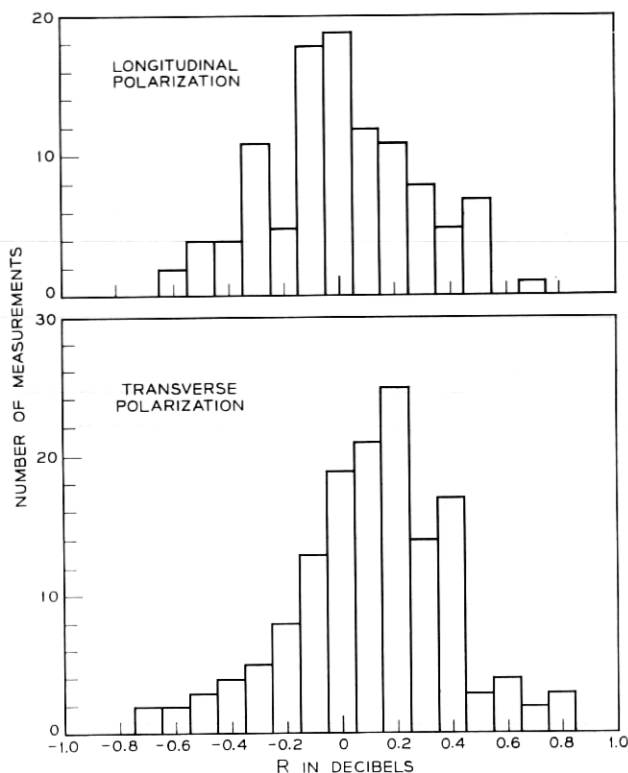 20
LONGITUDINAL
POLARIZATION
10
0
NUMBER OF MEASUREMENTS
30
TRANSVERSE
POLARIZATION
20
10
0
-1.0 -0.8 -0.6 -0.4 -0.2 0 0.2 0.4 0.6 0.8 1.0
R IN DECIBELS